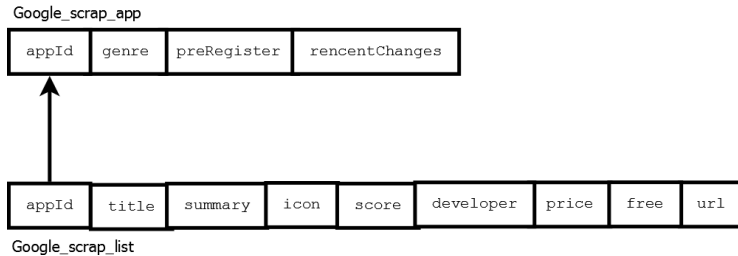 Google_scrap_app
appId genre preRegister rencentChanges
appId title summary icon score developer price free url
Google_scrap_list